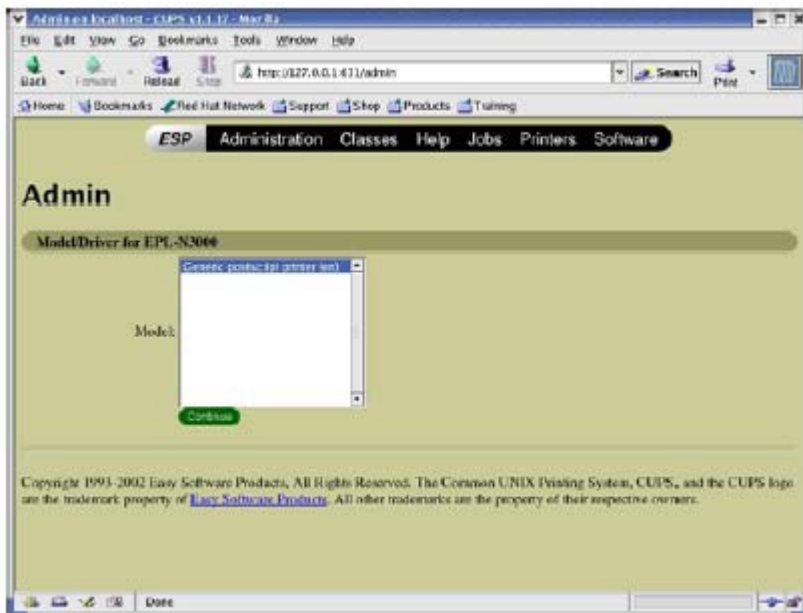 Admin on localhost - CUPS v1.1.17 - Mozilla
File Edit View Go Bookmarks Tools Window Help
Back Forward Reload Stop http://127.0.0.1:631/admin Search Print
Home Bookmarks Red Hat Network Support Shop Products Training
ESP Administration Classes Help Jobs Printers Software
Admin
Model/Driver for EPL-N3000
Generic postscript printer (en)
Model:
Continue
Copyright 1993-2002 Easy Software Products, All Rights Reserved. The Common UNIX Printing System, CUPS, and the CUPS logo
are the trademark property of Easy Software Products. All other trademarks are the property of their respective owners.
Done